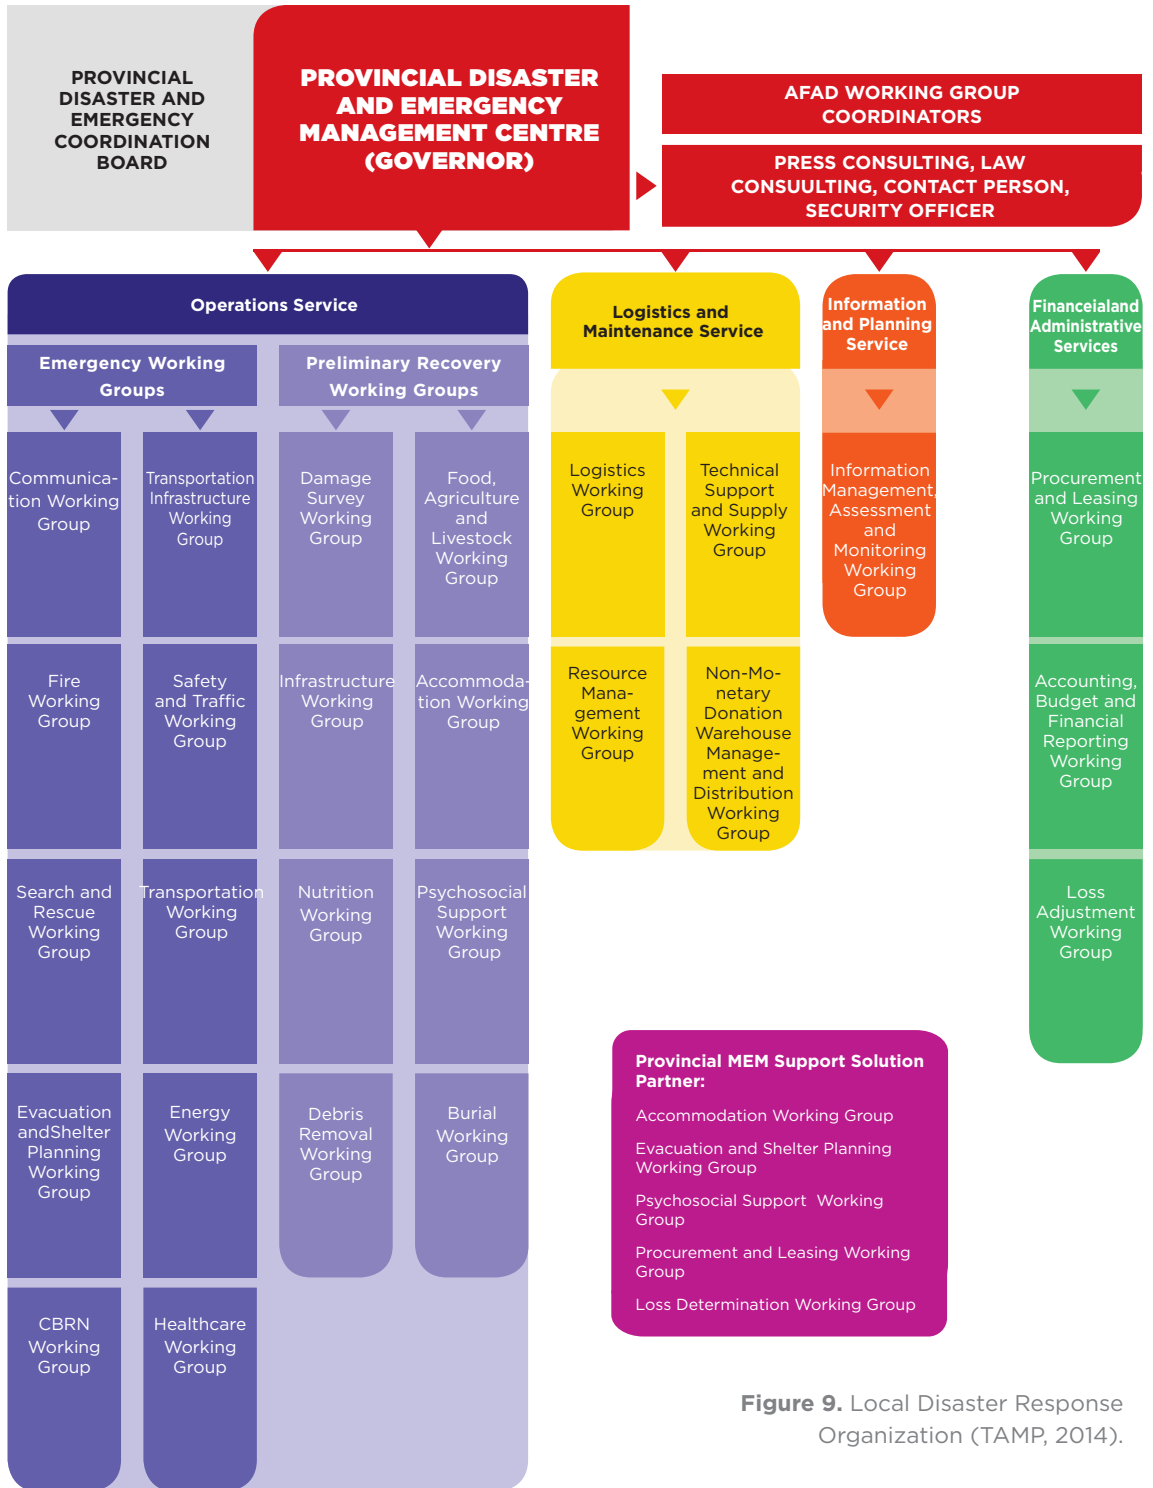 PROVINCIAL
DISASTER AND
EMERGENCY
COORDINATION
BOARD
PROVINCIAL DISASTER
AND EMERGENCY
MANAGEMENT CENTRE
(GOVERNOR)
AFAD WORKING GROUP
COORDINATORS
PRESS CONSULTING, LAW
CONSUULTING, CONTACT PERSON,
SECURITY OFFICER
Operations Service
Emergency Working
Groups
Communica-
tion Working
Group
Transportation
Infrastructure
Working
Group
Fire
Working
Group
Safety
and Traffic
Working
Group
Search and
Rescue
Working
Group
Transportation
Working
Group
Evacuation
andShelter
Planning
Working
Group
Energy
Working
Group
CBRN
Working
Group
Healthcare
Working
Group
Preliminary Recovery
Working Groups
Damage
Survey
Working
Group
Food,
Agriculture
and
Livestock
Working
Group
Infrastructure
Working
Group
Accommoda-
tion Working
Group
Nutrition
Working
Group
Psychosocial
Support
Working
Group
Debris
Removal
Working
Group
Burial
Working
Group
Logistics and
Maintenance Service
Logistics
Working
Group
Technical
Support
and Supply
Working
Group
Resource
Mana-
gement
Working
Group
Non-Mo-
netary
Donation
Warehouse
Manage-
ment and
Distribution
Working
Group
Information
and Planning
Service
Information
Management,
Assessment
and
Monitoring
Working
Group
Financeialand
Administrative
Services
Procurement
and Leasing
Working
Group
Accounting,
Budget and
Financial
Reporting
Working
Group
Loss
Adjustment
Working
Group
Provincial MEM Support Solution
Partner:
Accommodation Working Group
Evacuation and Shelter Planning
Working Group
Psychosocial Support  Working
Group
Procurement and Leasing Working
Group
Loss Determination Working Group
Figure 9. Local Disaster Response
Organization (TAMP, 2014).